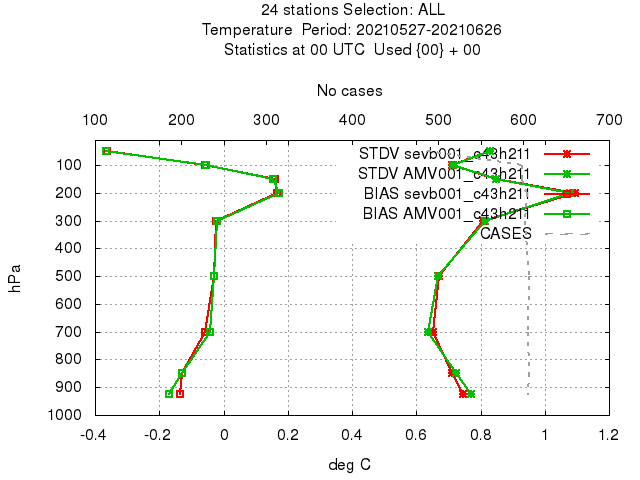 24 stations Selection: ALL
Temperature  Period: 20210527-20210626
Statistics at 00 UTC  Used {00} + 00
No cases
100 200 300 400 500 600 700
STDV sevb001_c43h211
STDV AMV001_c43h211
BIAS sevb001_c43h211
BIAS AMV001_c43h211
CASES
100
200
300
400
500
600
700
800
900
1000
hPa
-0.4 -0.2 0 0.2 0.4 0.6 0.8 1 1.2
deg C